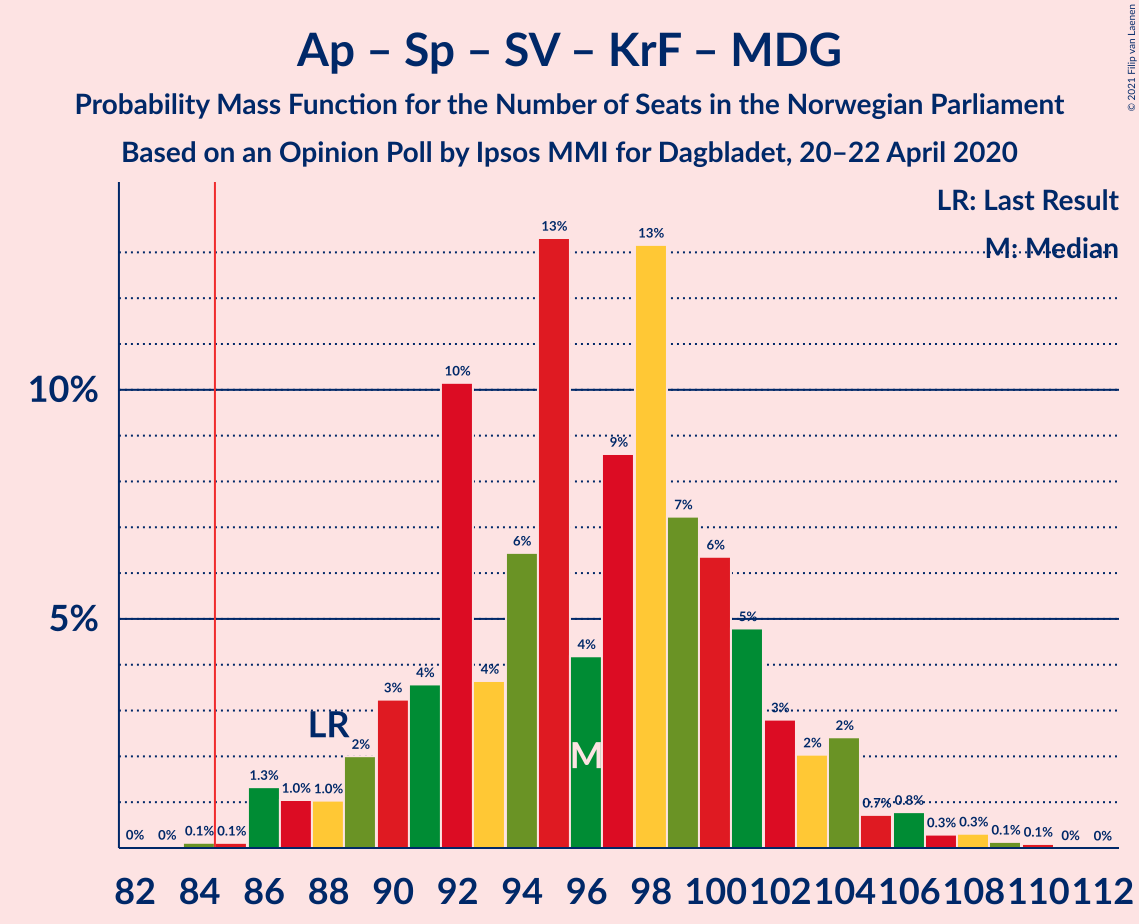 Ap – Sp – SV – KrF – MDG
Probability Mass Function for the Number of Seats in the Norwegian Parliament
Based on an Opinion Poll by Ipsos MMI for Dagbladet, 20–22 April 2020
© 2021 Filip van Laenen
LR: Last Result
M: Median
10%
5%
0% 0% 0.1% 0.1% 1.3% 1.0% 1.0% 2% 3% 4% 10% 4% 6% 13% 4% 9% 13% 7% 6% 5% 3% 2% 2% 0.7% 0.8% 0.3% 0.3% 0.1% 0.1% 0% 0%
LR
M
82 84 86 88 90 92 94 96 98 100 102 104 106 108 110 112